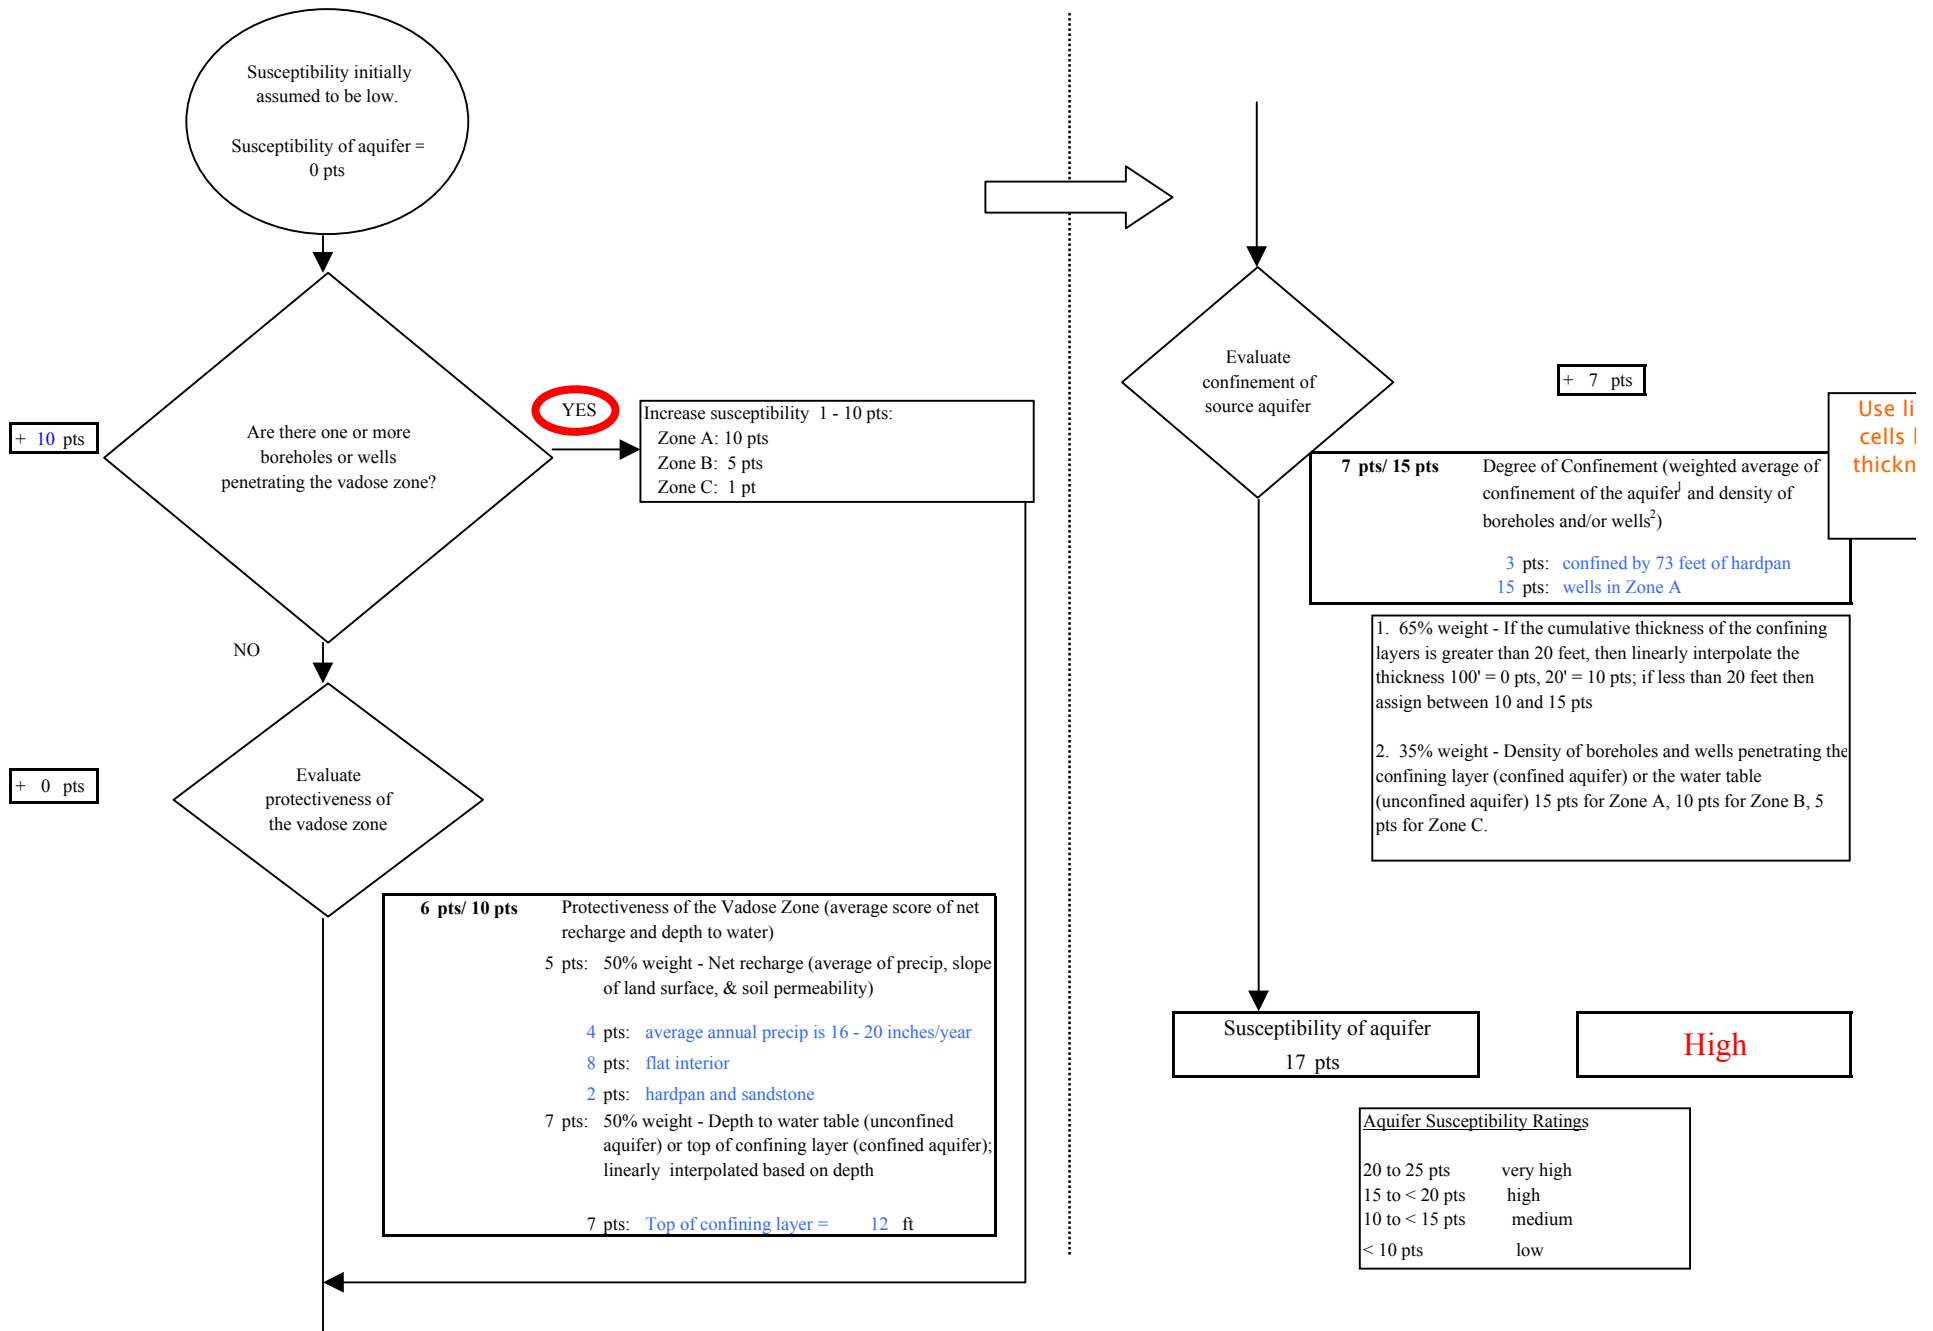 Susceptibility initially
assumed to be low.
Susceptibility of aquifer =
0 pts
+ 10 pts
Are there one or more
boreholes or wells
penetrating the vadose zone?
YES
Increase susceptibility 1 - 10 pts:
Zone A: 10 pts
Zone B: 5 pts
Zone C: 1 pt
NO
+ 0 pts
Evaluate
protectiveness of
the vadose zone
6 pts/ 10 pts Protectiveness of the Vadose Zone (average score of net
recharge and depth to water)
5 pts: 50% weight - Net recharge (average of precip, slope
of land surface, & soil permeability)
4 pts: average annual precip is 16 - 20 inches/year
8 pts: flat interior
2 pts: hardpan and sandstone
7 pts: 50% weight - Depth to water table (unconfined
aquifer) or top of confining layer (confined aquifer);
linearly interpolated based on depth
7 pts: Top of confining layer = 12 ft
Evaluate
confinement of
source aquifer
+ 7 pts
Use li
cells
thickn
7 pts/ 15 pts Degree of Confinement (weighted average of
confinement of the aquifer1 and density of
boreholes and/or wells2)
3 pts: confined by 73 feet of hardpan
15 pts: wells in Zone A
1. 65% weight - If the cumulative thickness of the confining
layers is greater than 20 feet, then linearly interpolate the
thickness 100' = 0 pts, 20' = 10 pts; if less than 20 feet then
assign between 10 and 15 pts
2. 35% weight - Density of boreholes and wells penetrating the
confining layer (confined aquifer) or the water table
(unconfined aquifer) 15 pts for Zone A, 10 pts for Zone B, 5
pts for Zone C.
Susceptibility of aquifer
17 pts
High
Aquifer Susceptibility Ratings
20 to 25 pts very high
15 to < 20 pts high
10 to < 15 pts medium
< 10 pts low